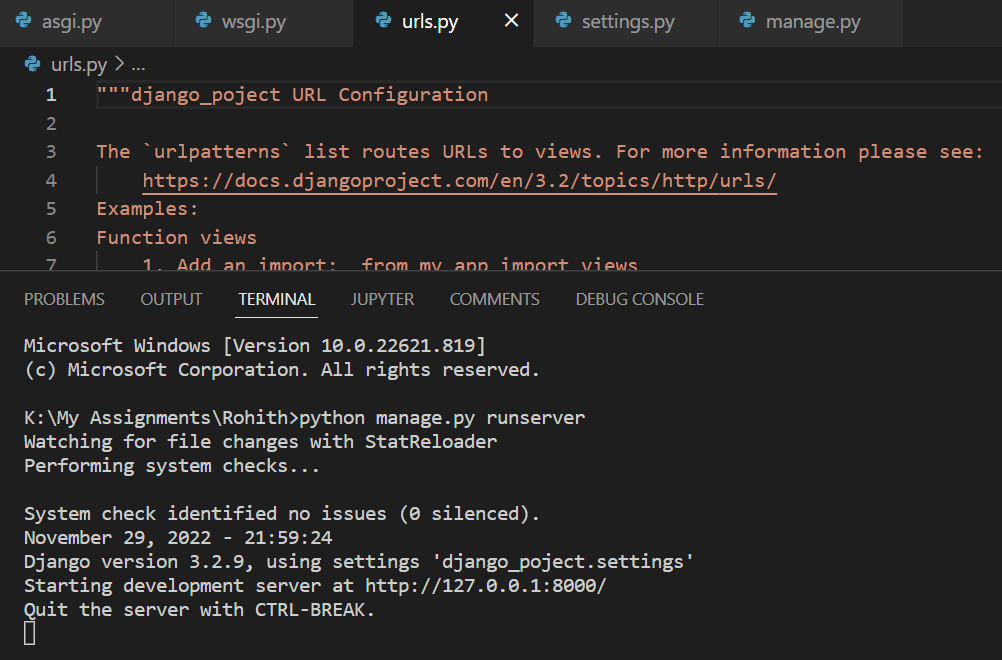 asgi.py wsgi.py urls.py settings.py manage.py
urls.py > ...
1 """django_poject URL Configuration
2
3 The `urlpatterns` list routes URLs to views. For more information please see:
4 https://docs.djangoproject.com/en/3.2/topics/http/urls/
5 Examples:
6 Function views
7 1. Add an import:  from my_app import views
PROBLEMS OUTPUT TERMINAL JUPYTER COMMENTS DEBUG CONSOLE
Microsoft Windows [Version 10.0.22621.819]
(c) Microsoft Corporation. All rights reserved.
K:\My Assignments\Rohith>python manage.py runserver
Watching for file changes with StatReloader
Performing system checks...
System check identified no issues (0 silenced).
November 29, 2022 - 21:59:24
Django version 3.2.9, using settings 'django_poject.settings'
Starting development server at http://127.0.0.1:8000/
Quit the server with CTRL-BREAK.